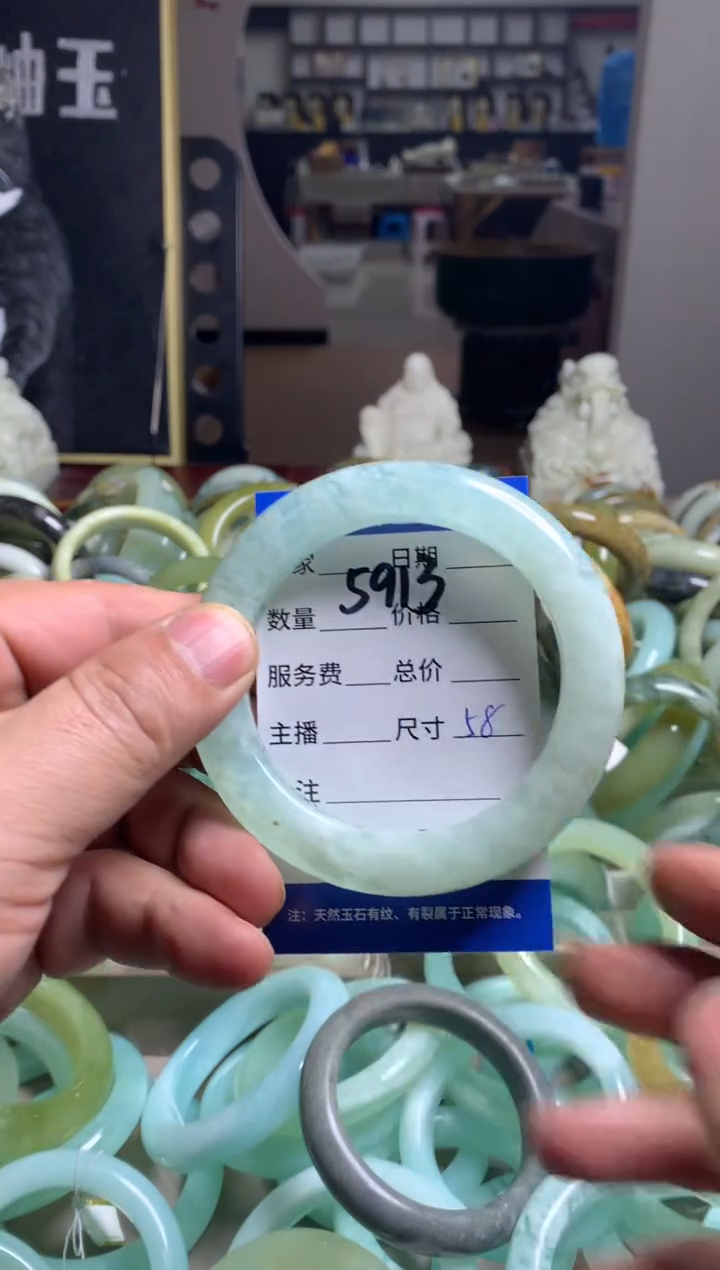 岫玉
家 日期
5913
数量 价格
服务费 总价
主播 尺寸 58
注
注：天然玉石有纹、有裂属于正常现象。